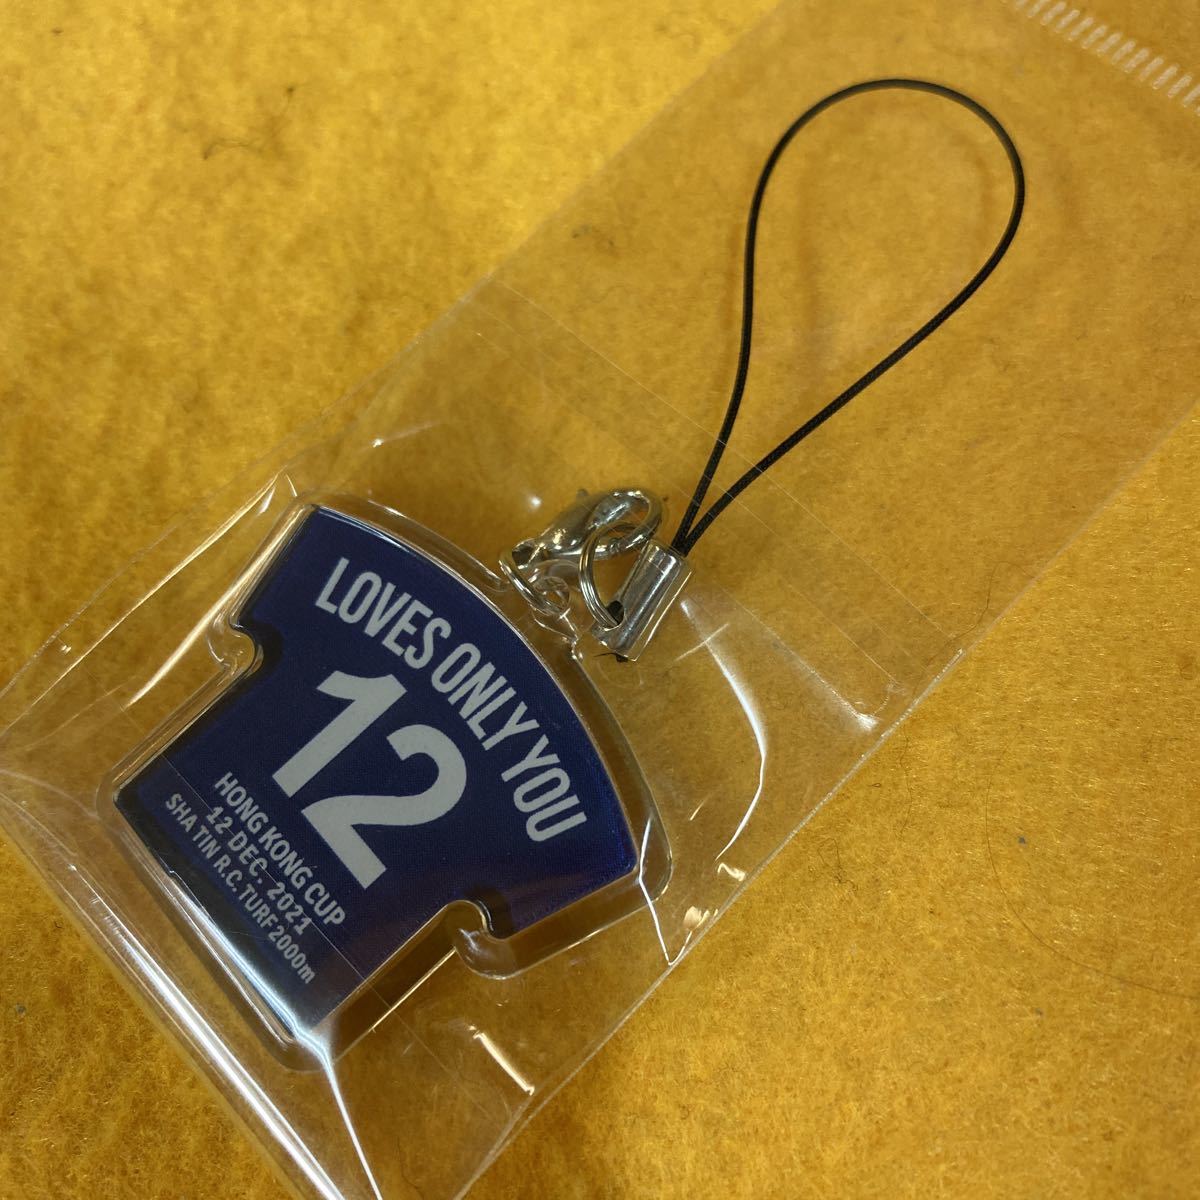 LOVES ONLY YOU
12
HONG KONG CUP
12 DEC. 2021
SHA TIN R.C. TURF 2000m